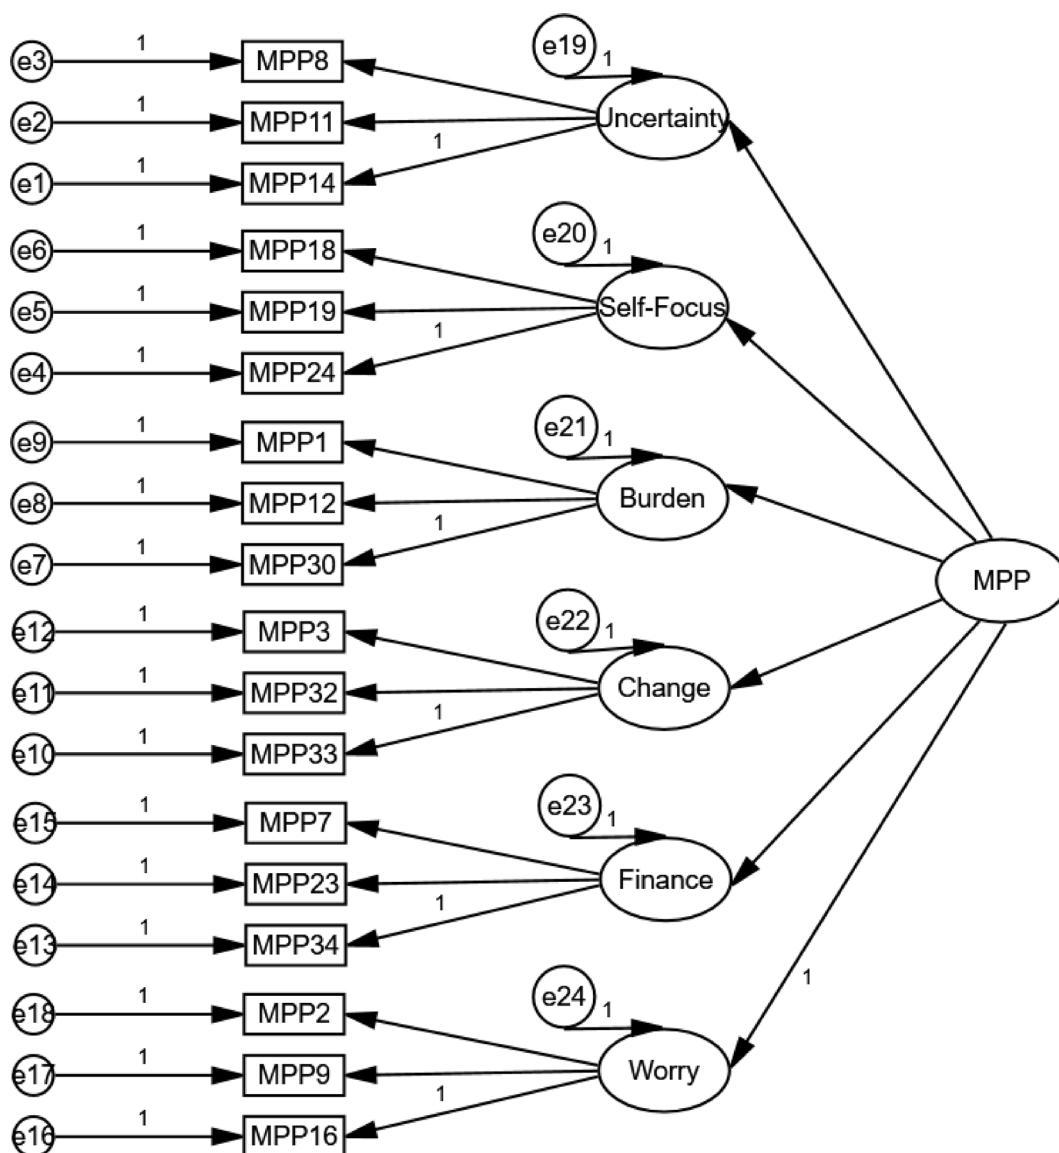 e3 1 MPP8
e2 1 MPP11
e1 1 MPP14
1
e19 1
Uncertainty
e6 1 MPP18
e5 1 MPP19
e4 1 MPP24
1
e20 1
Self-Focus
e9 1 MPP1
e8 1 MPP12
e7 1 MPP30
1
e21 1
Burden
MPP
e12 1 MPP3
e11 1 MPP32
e10 1 MPP33
1
e22 1
Change
e15 1 MPP7
e14 1 MPP23
e13 1 MPP34
1
e23 1
Finance
1
e18 1 MPP2
e17 1 MPP9
e16 1 MPP16
1
e24 1
Worry